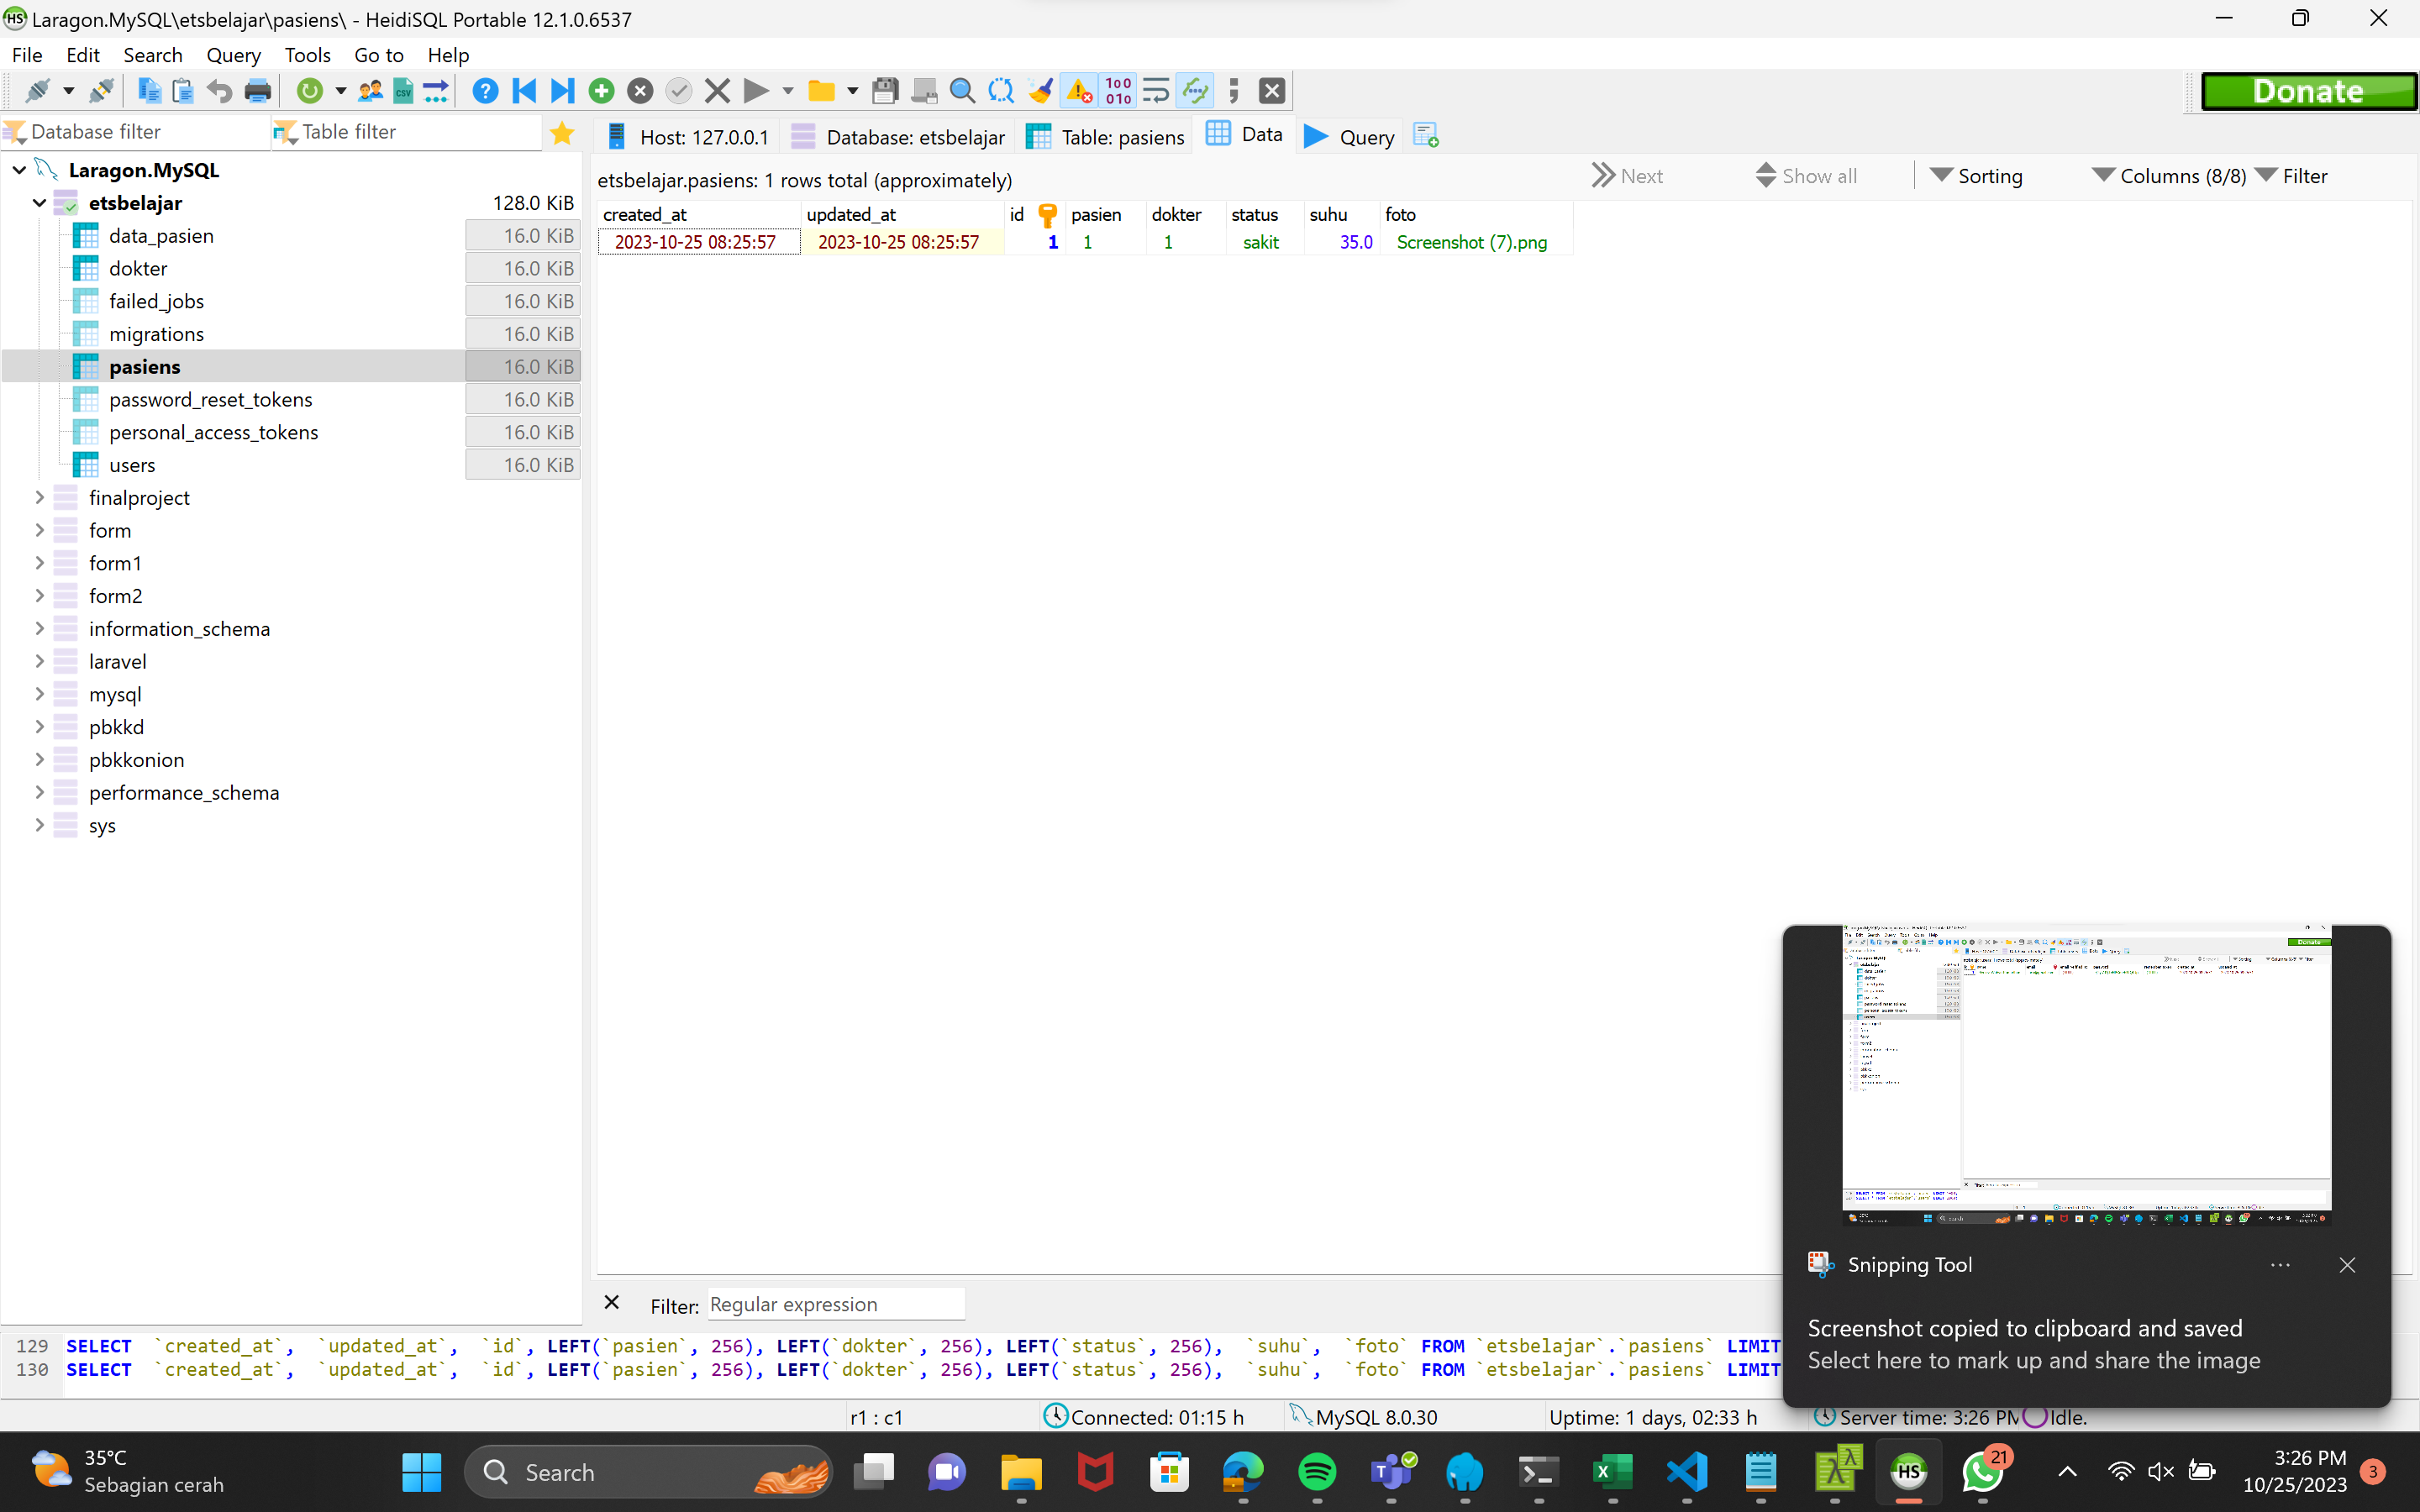 Laragon.MySQL\etsbelajar\pasiens\ - HeidiSQL Portable 12.1.0.6537
File Edit Search Query Tools Go to Help
Donate
Database filter Table filter
Host: 127.0.0.1 Database: etsbelajar Table: pasiens Data Query
etsbelajar.pasiens: 1 rows total (approximately) Next Show all Sorting Columns (8/8) Filter
created_at updated_at id pasien dokter status suhu foto
2023-10-25 08:25:57 2023-10-25 08:25:57 1 1 1 sakit 35.0 Screenshot (7).png
Laragon.MySQL
etsbelajar 128.0 KiB
data_pasien 16.0 KiB
dokter 16.0 KiB
failed_jobs 16.0 KiB
migrations 16.0 KiB
pasiens 16.0 KiB
password_reset_tokens 16.0 KiB
personal_access_tokens 16.0 KiB
users 16.0 KiB
finalproject
form
form1
form2
information_schema
laravel
mysql
pbkkd
pbkkonion
performance_schema
sys
Filter: Regular expression
129 SELECT `created_at`, `updated_at`, `id`, LEFT(`pasien`, 256), LEFT(`dokter`, 256), LEFT(`status`, 256), `suhu`, `foto` FROM `etsbelajar`.`pasiens` LIMIT
130 SELECT `created_at`, `updated_at`, `id`, LEFT(`pasien`, 256), LEFT(`dokter`, 256), LEFT(`status`, 256), `suhu`, `foto` FROM `etsbelajar`.`pasiens` LIMIT
Snipping Tool
Screenshot copied to clipboard and saved
Select here to mark up and share the image
r1 : c1 Connected: 01:15 h MySQL 8.0.30 Uptime: 1 days, 02:33 h Server time: 3:26 PM Idle.
35°C
Sebagian cerah
Search
21
3:26 PM
10/25/2023
3